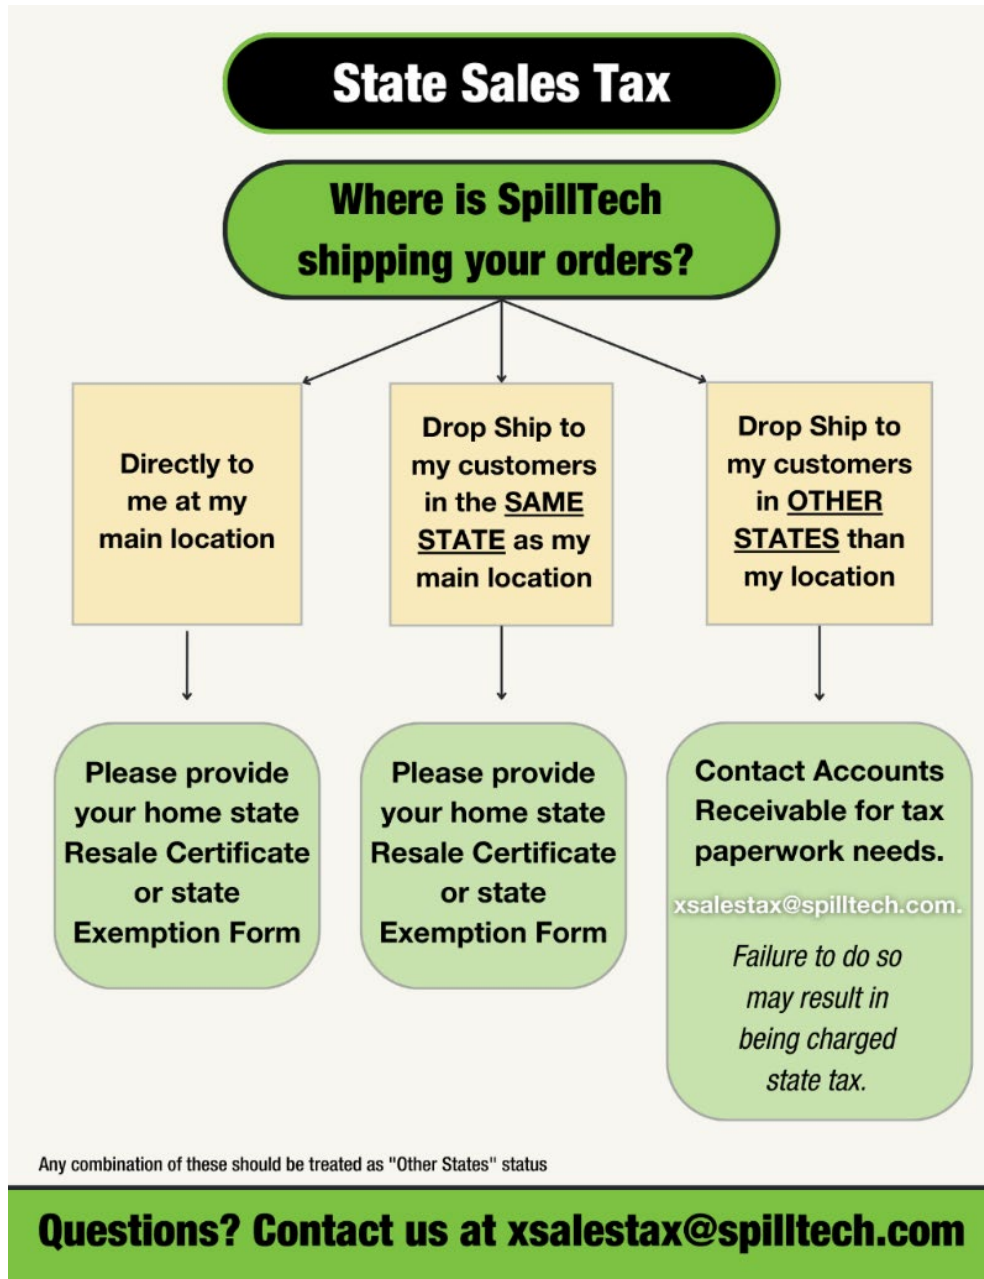 State Sales Tax
Where is SpillTech
shipping your orders?
Directly to
me at my
main location
Drop Ship to
my customers
in the SAME
STATE as my
main location
Drop Ship to
my customers
in OTHER
STATES than
my location
Please provide
your home state
Resale Certificate
or state
Exemption Form
Please provide
your home state
Resale Certificate
or state
Exemption Form
Contact Accounts
Receivable for tax
paperwork needs.
xsalestax@spilltech.com.
Failure to do so
may result in
being charged
state tax.
Any combination of these should be treated as "Other States" status
Questions? Contact us at xsalestax@spilltech.com